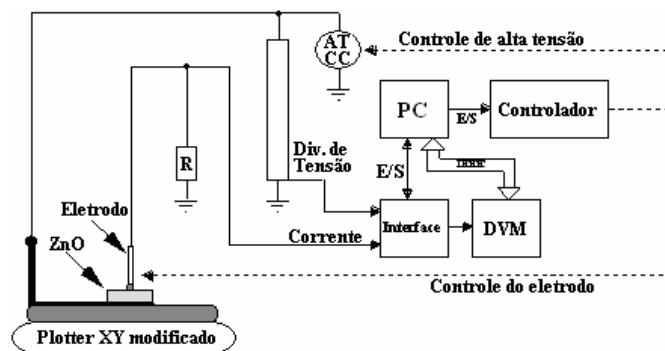 AT
CC
Controle de alta tensão
PC
E/S
Controlador
R
Div. de
Tensão
E/S
Eletrodo
Interface
DVM
ZnO
Corrente
Controle do eletrodo
Plotter XY modificado